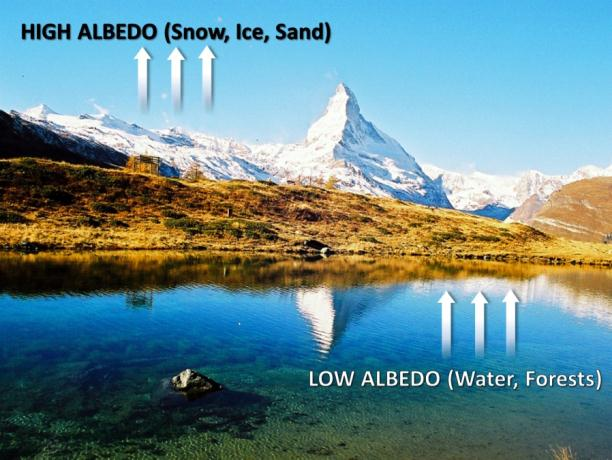 HIGH ALBEDO (Snow, Ice, Sand)
LOW ALBEDO (Water, Forests)